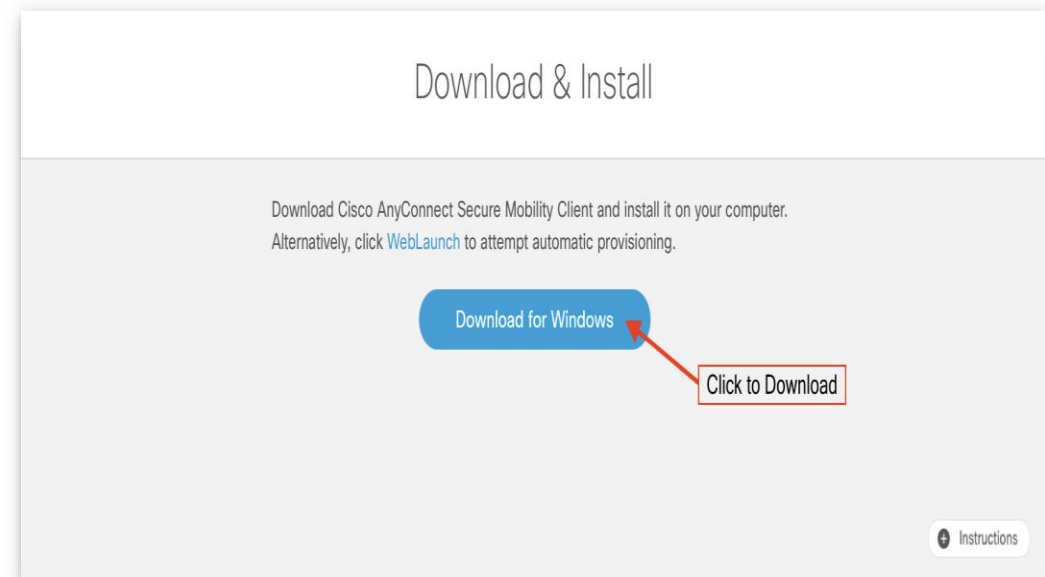 Download & Install
Download Cisco AnyConnect Secure Mobility Client and install it on your computer.
Alternatively, click WebLaunch to attempt automatic provisioning.
Download for Windows
Click to Download
Instructions